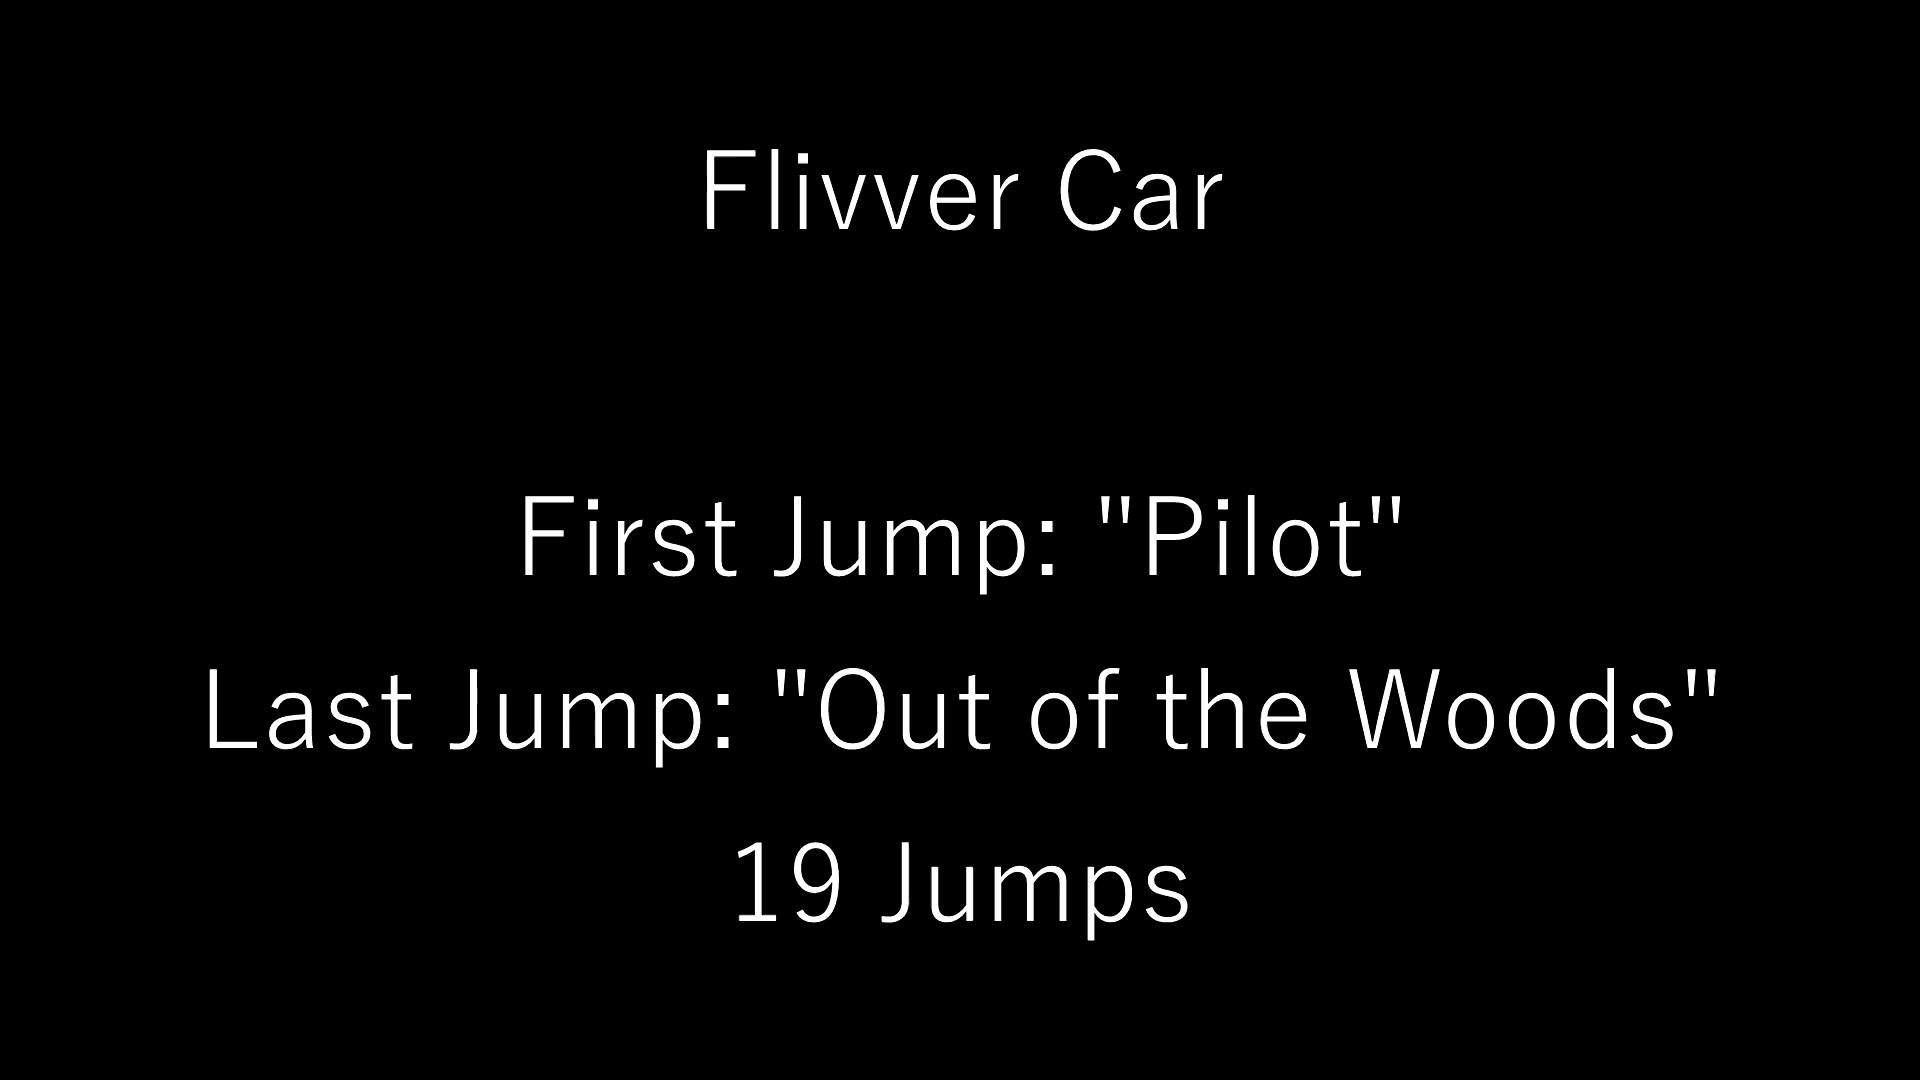 Flivver Car
First Jump: "Pilot"
Last Jump: "Out of the Woods"
19 Jumps